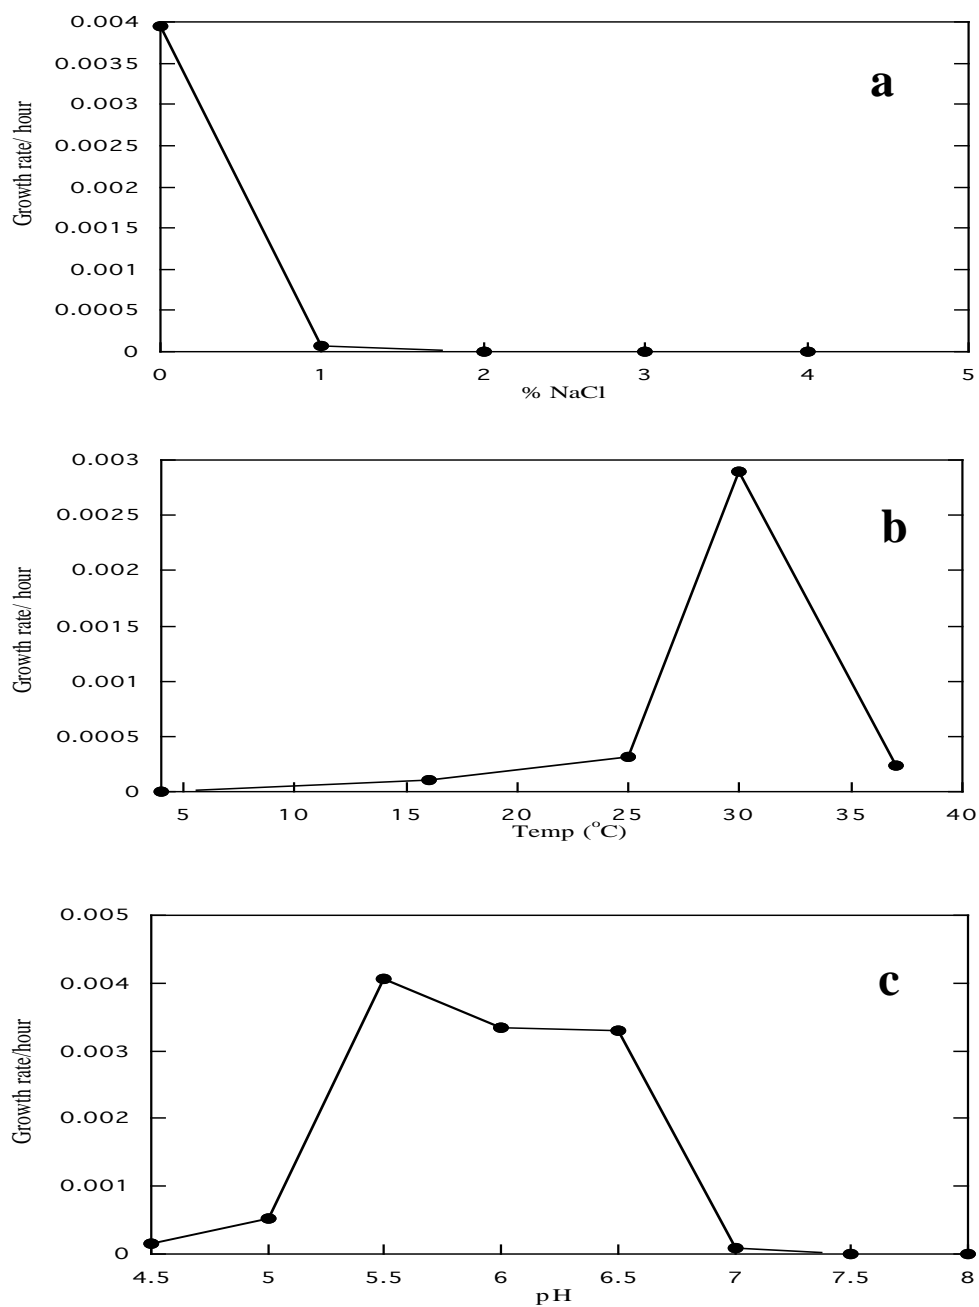 0.004
0.0035
0.003
0.0025
0.002
0.0015
0.001
0.0005
0
Growth rate/ hour
a
0 1 2 3 4 5
% NaCl
0.003
0.0025
0.002
0.0015
0.001
0.0005
0
Growth rate/ hour
b
5 10 15 20 25 30 35 40
Temp (°C)
0.005
0.004
0.003
0.002
0.001
0
Growth rate/hour
c
4.5 5 5.5 6 6.5 7 7.5 8
pH